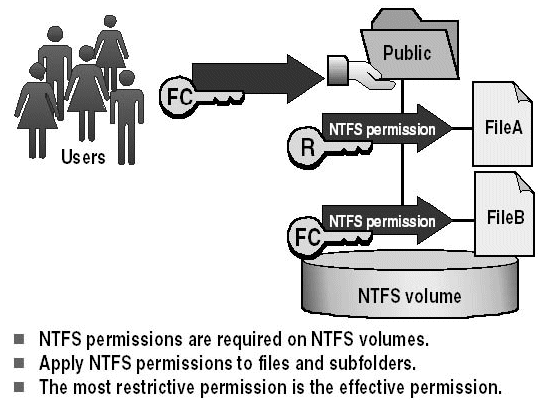 Public
FC
NTFS permission
FileA
Users
R
NTFS permission
FileB
FC
NTFS volume
NTFS permissions are required on NTFS volumes.
Apply NTFS permissions to files and subfolders.
The most restrictive permission is the effective permission.